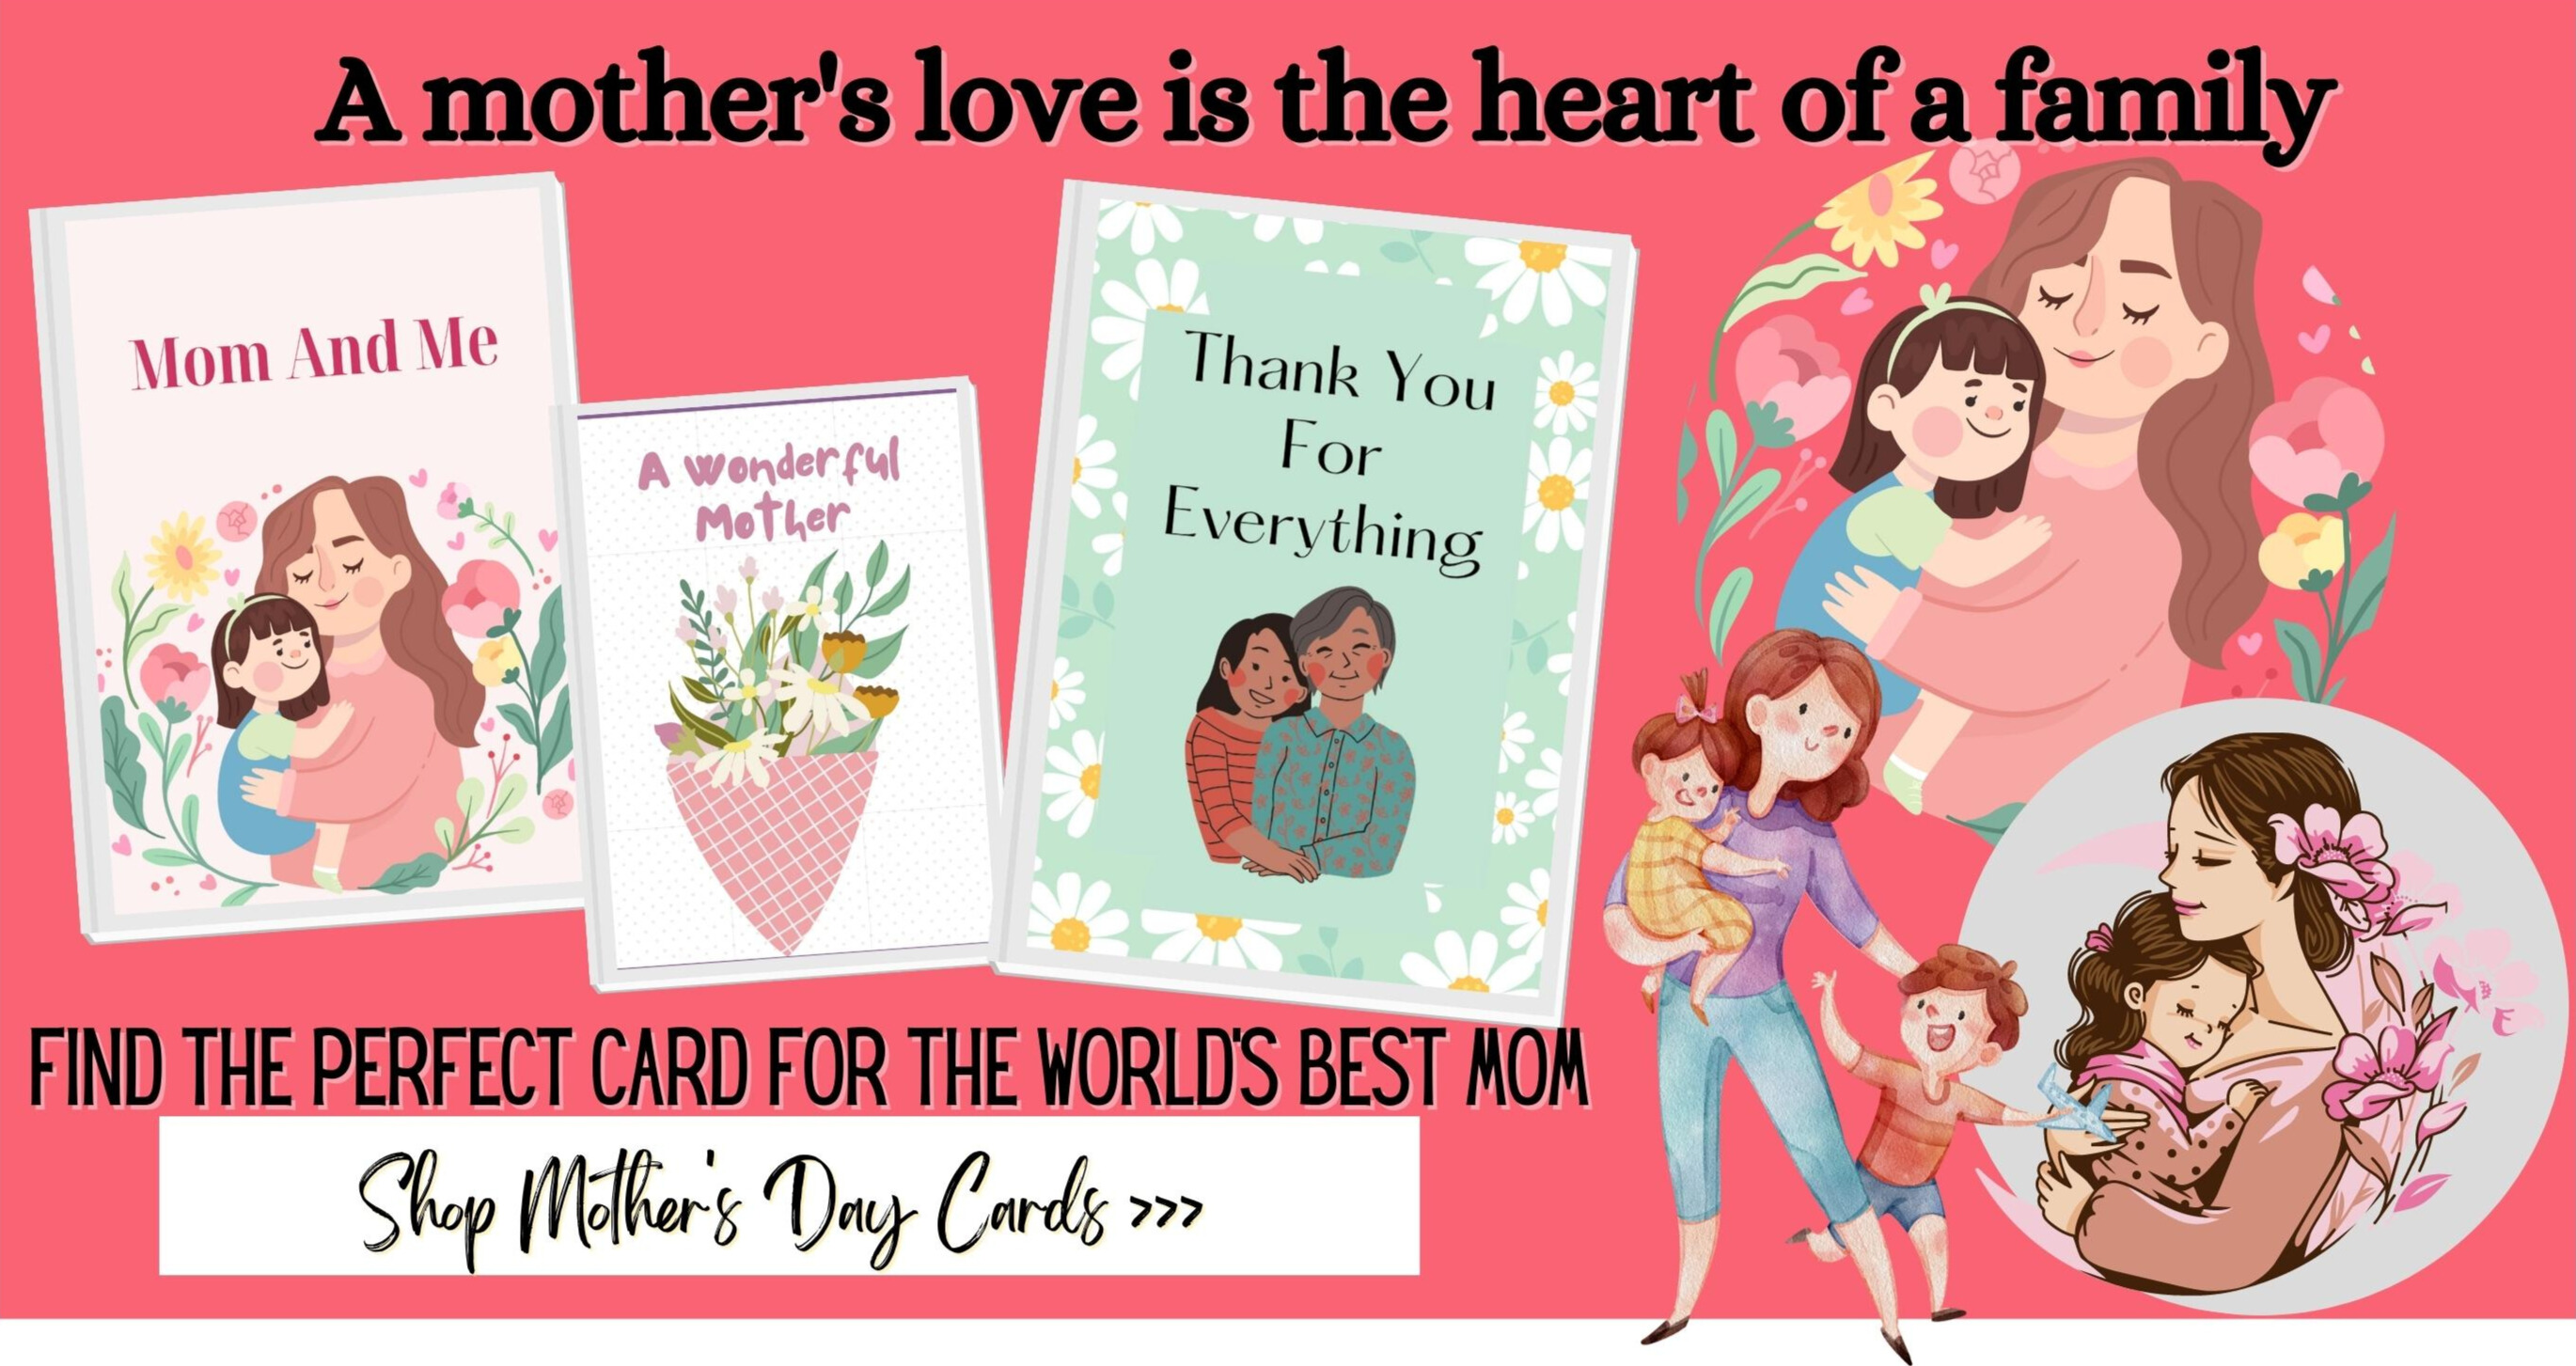 A mother's love is the heart of a family
Mom And Me
A Wonderful
Mother
Thank You
For
Everything
FIND THE PERFECT CARD FOR THE WORLD'S BEST MOM
Shop Mother's Day Cards >>>